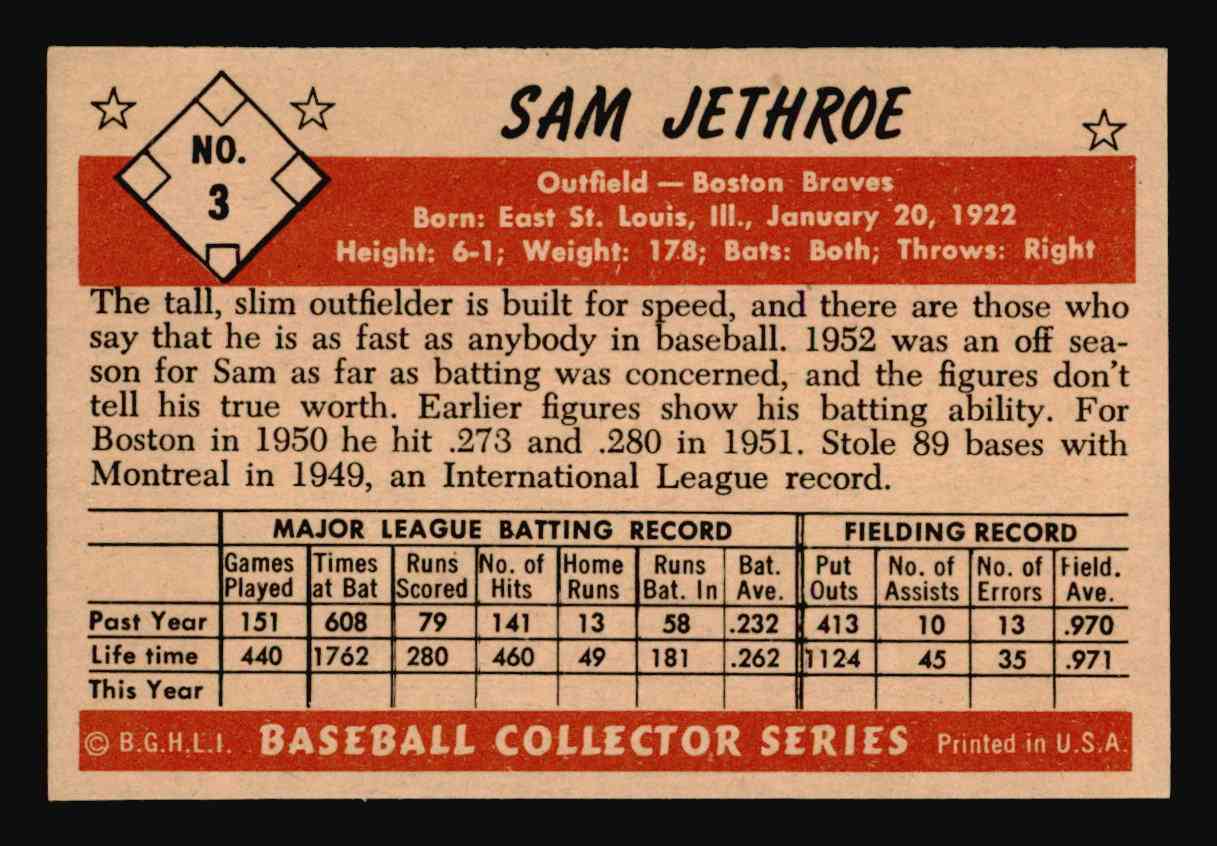 SAM JETHROE
NO.
3
Outfield — Boston Braves
Born: East St. Louis, Ill., January 20, 1922
Height: 6-1; Weight: 178; Bats: Both; Throws: Right
The tall, slim outfielder is built for speed, and there are those who
say that he is as fast as anybody in baseball. 1952 was an off sea-
son for Sam as far as batting was concerned, and the figures don't
tell his true worth. Earlier figures show his batting ability. For
Boston in 1950 he hit .273 and .280 in 1951. Stole 89 bases with
Montreal in 1949, an International League record.
MAJOR LEAGUE BATTING RECORD FIELDING RECORD
Games Times Runs No. of Home Runs Bat. Put No. of No. of Field.
Played at Bat Scored Hits Runs Bat. In Ave. Outs Assists Errors Ave.
Past Year 151 608 79 141 13 58 .232 413 10 13 .970
Life time 440 1762 280 460 49 181 .262 1124 45 35 .971
This Year
© B.G.H.L.I. BASEBALL COLLECTOR SERIES Printed in U.S.A.